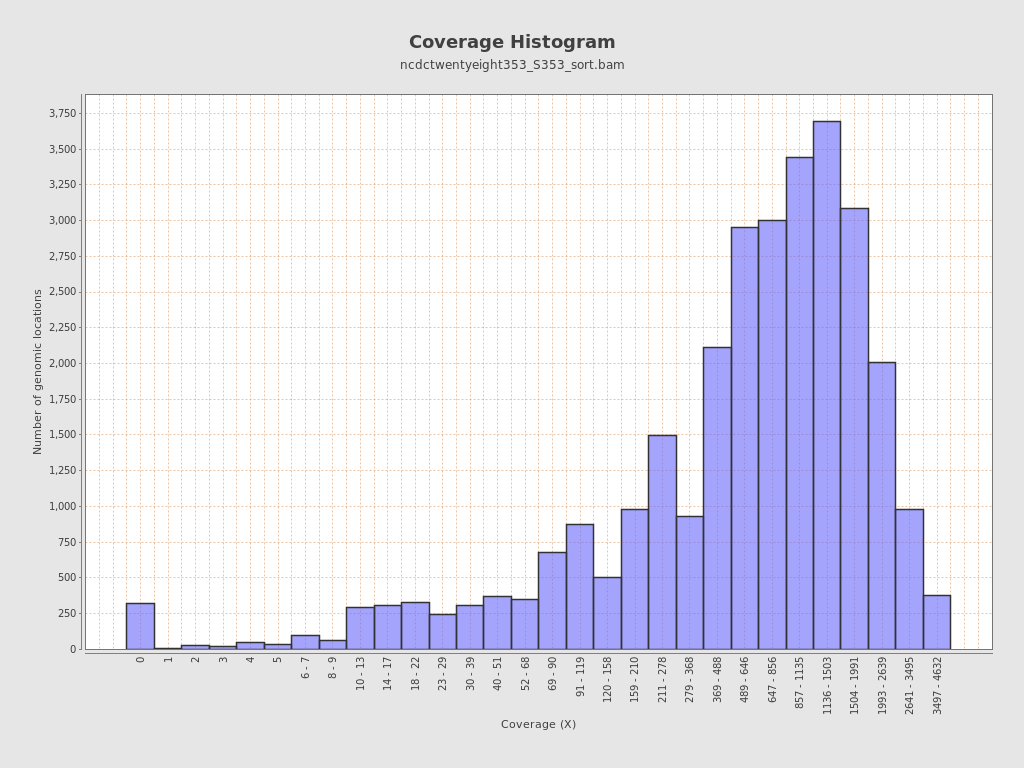 Coverage Histogram
ncdctwentyeight353_S353_sort.bam
Number of genomic locations
3,750
3,500
3,250
3,000
2,750
2,500
2,250
2,000
1,750
1,500
1,250
1,000
750
500
250
0
0
1
2
3
4
5
6 - 7
8 - 9
10 - 13
14 - 17
18 - 22
23 - 29
30 - 39
40 - 51
52 - 68
69 - 90
91 - 119
120 - 158
159 - 210
211 - 278
279 - 368
369 - 488
489 - 646
647 - 856
857 - 1135
1136 - 1503
1504 - 1991
1993 - 2639
2641 - 3495
3497 - 4632
Coverage (X)